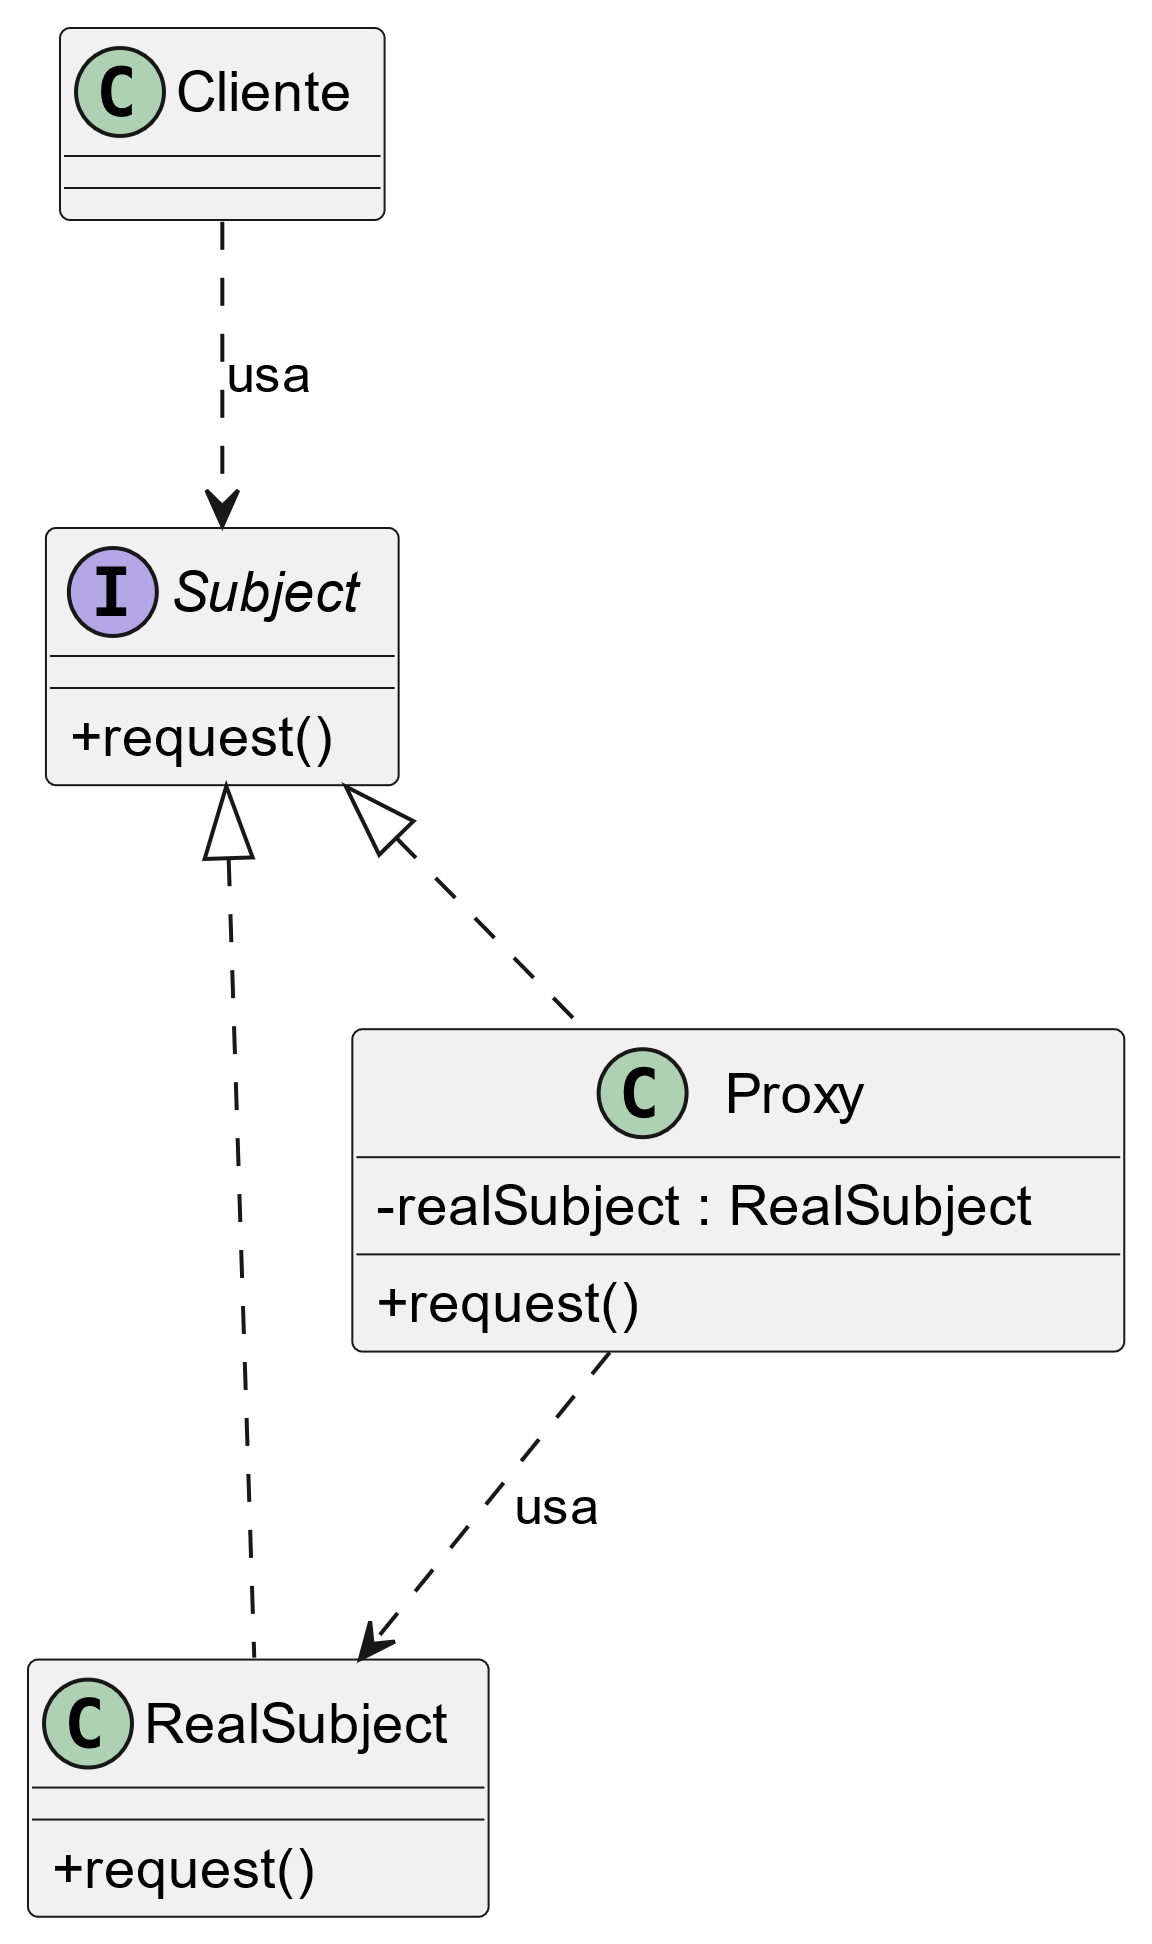 C Cliente
usa
I Subject
+request()
C Proxy
-realSubject : RealSubject
+request()
usa
C RealSubject
+request()